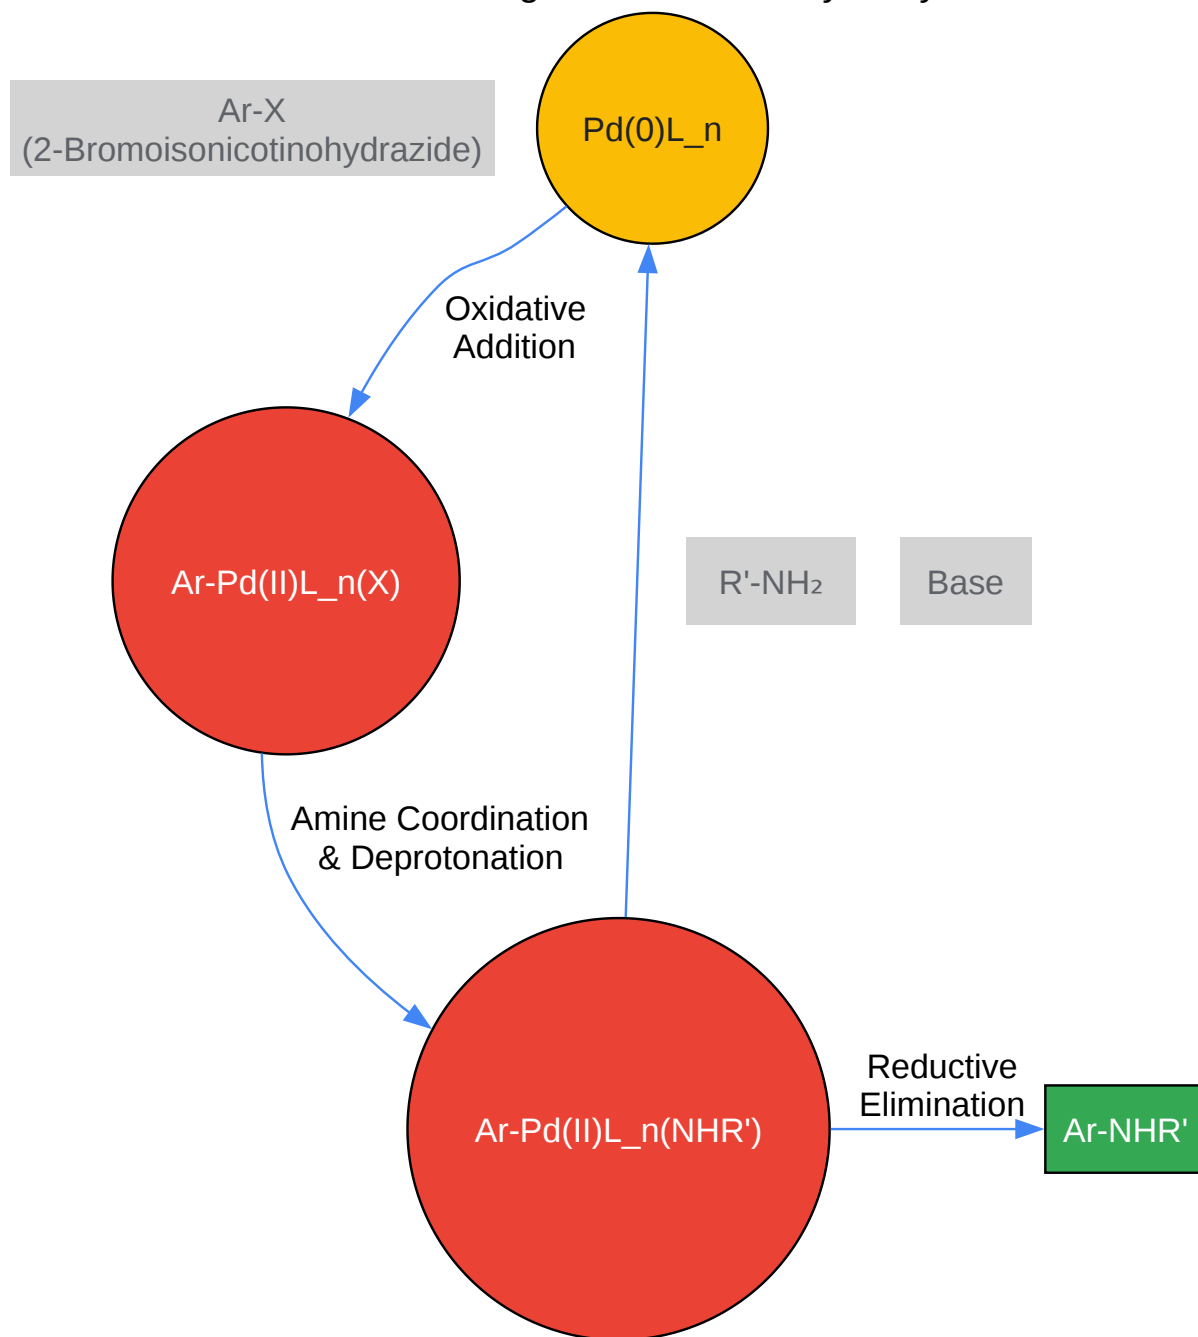 Ar-X
(2-Bromoisonicotinohydrazide)
Pd(0)L_n
Oxidative
Addition
Ar-Pd(II)L_n(X)
R'-NH₂
Base
Amine Coordination
& Deprotonation
Ar-Pd(II)L_n(NHR')
Reductive
Elimination
Ar-NHR'